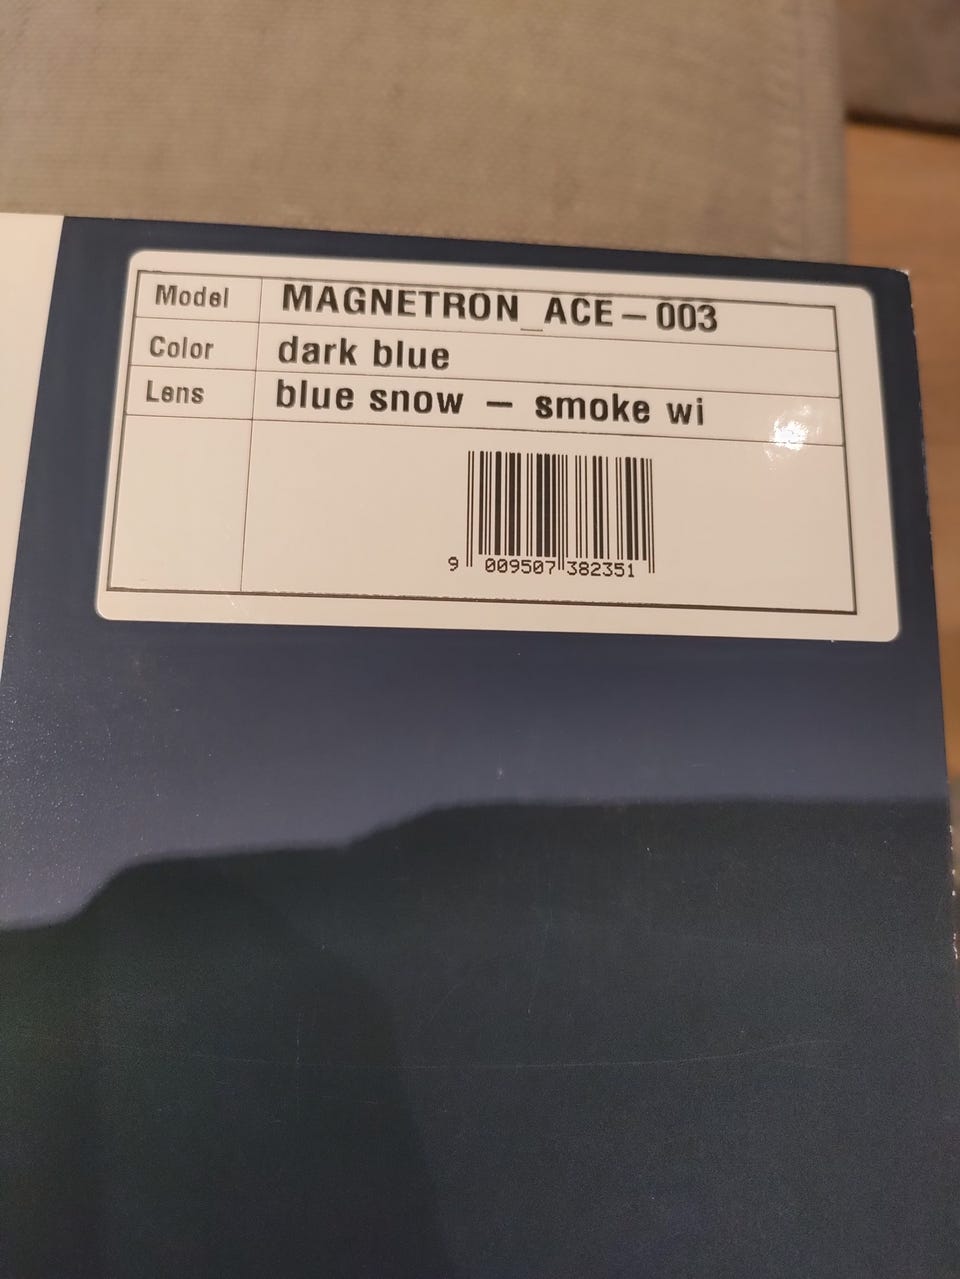 Model MAGNETRON_ACE-003
Color dark blue
Lens blue snow - smoke wi
9 009507 382351